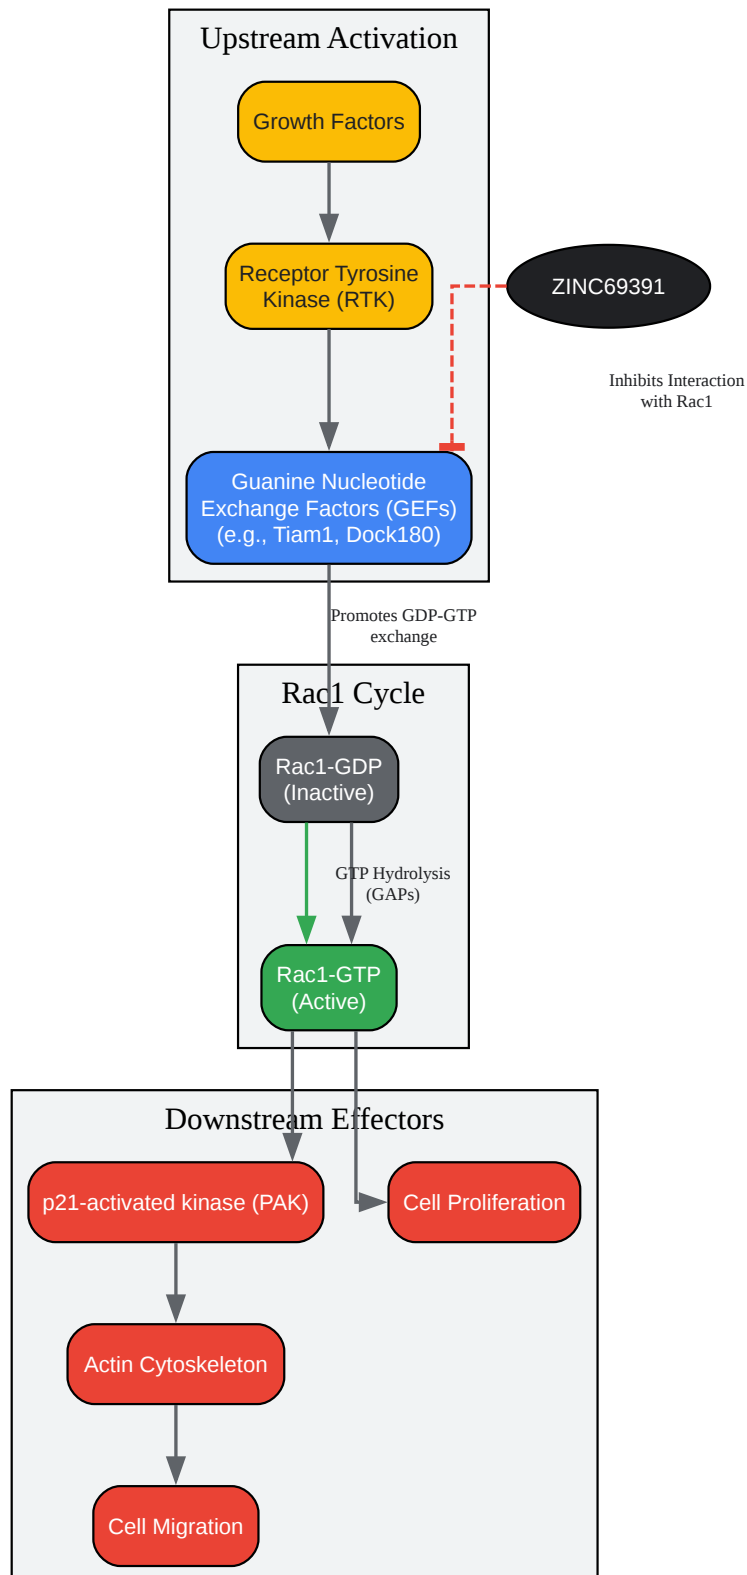 Upstream Activation
Growth Factors
Receptor Tyrosine
Kinase (RTK)
ZINC69391
Inhibits Interaction
with Rac1
Guanine Nucleotide
Exchange Factors (GEFs)
(e.g., Tiam1, Dock180)
Promotes GDP-GTP
exchange
Rac1 Cycle
Rac1-GDP
(Inactive)
GTP Hydrolysis
(GAPs)
Rac1-GTP
(Active)
Downstream Effectors
p21-activated kinase (PAK)
Cell Proliferation
Actin Cytoskeleton
Cell Migration